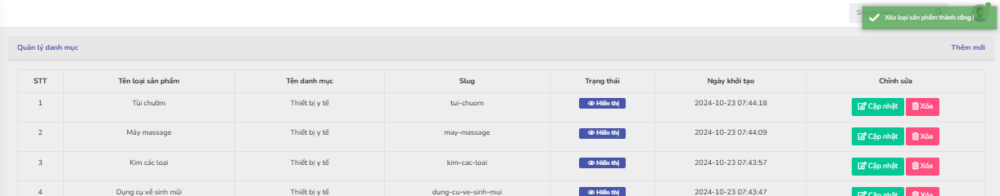 Xóa loại sản phẩm thành công !
Quản lý danh mục Thêm mới
STT Tên loại sản phẩm Tên danh mục Slug Trạng thái Ngày khởi tạo Chỉnh sửa
1 Túi chườm Thiết bị y tế tui-chuom Hiển thị 2024-10-23 07:44:18 Cập nhật Xóa
2 Máy massage Thiết bị y tế may-massage Hiển thị 2024-10-23 07:44:09 Cập nhật Xóa
3 Kim các loại Thiết bị y tế kim-cac-loai Hiển thị 2024-10-23 07:43:57 Cập nhật Xóa
4 Dụng cụ vệ sinh mũi Thiết bị y tế dung-cu-ve-sinh-mui Hiển thị 2024-10-23 07:43:47 Cập nhật Xóa